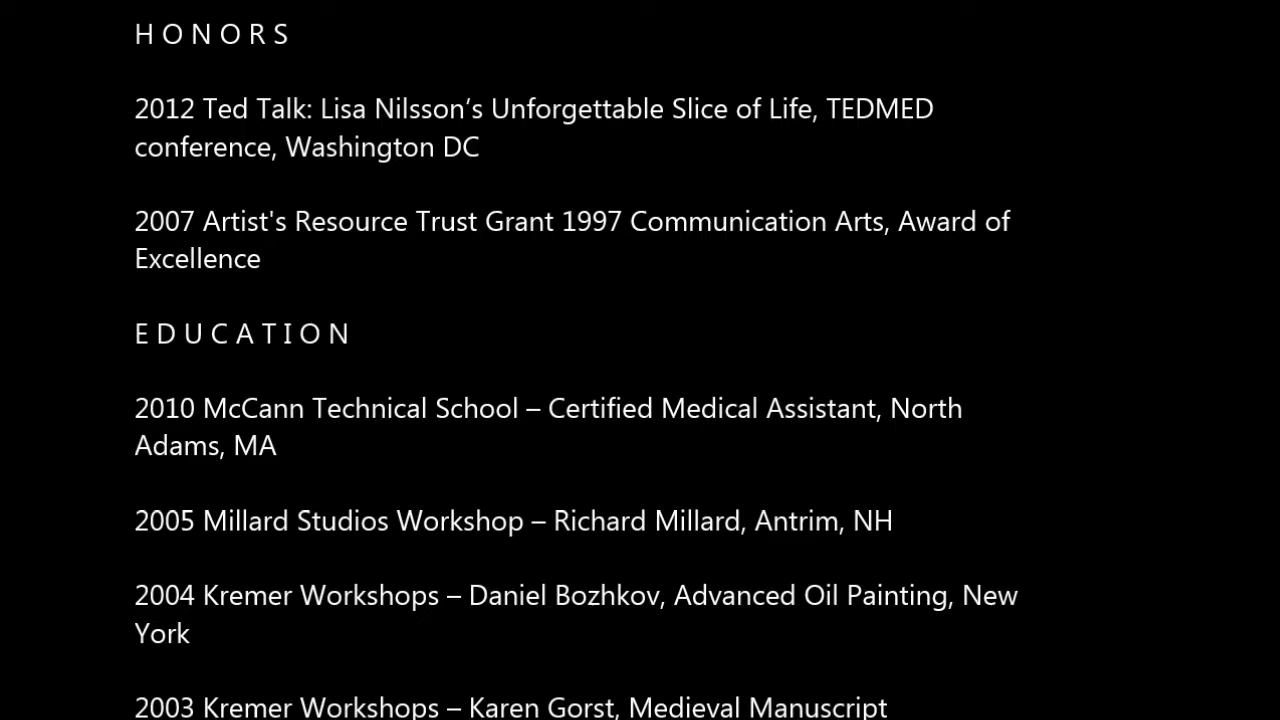 H O N O R S
2012 Ted Talk: Lisa Nilsson’s Unforgettable Slice of Life, TEDMED
conference, Washington DC
2007 Artist's Resource Trust Grant 1997 Communication Arts, Award of
Excellence
E D U C A T I O N
2010 McCann Technical School – Certified Medical Assistant, North
Adams, MA
2005 Millard Studios Workshop – Richard Millard, Antrim, NH
2004 Kremer Workshops – Daniel Bozhkov, Advanced Oil Painting, New
York
2003 Kremer Workshops – Karen Gorst, Medieval Manuscript